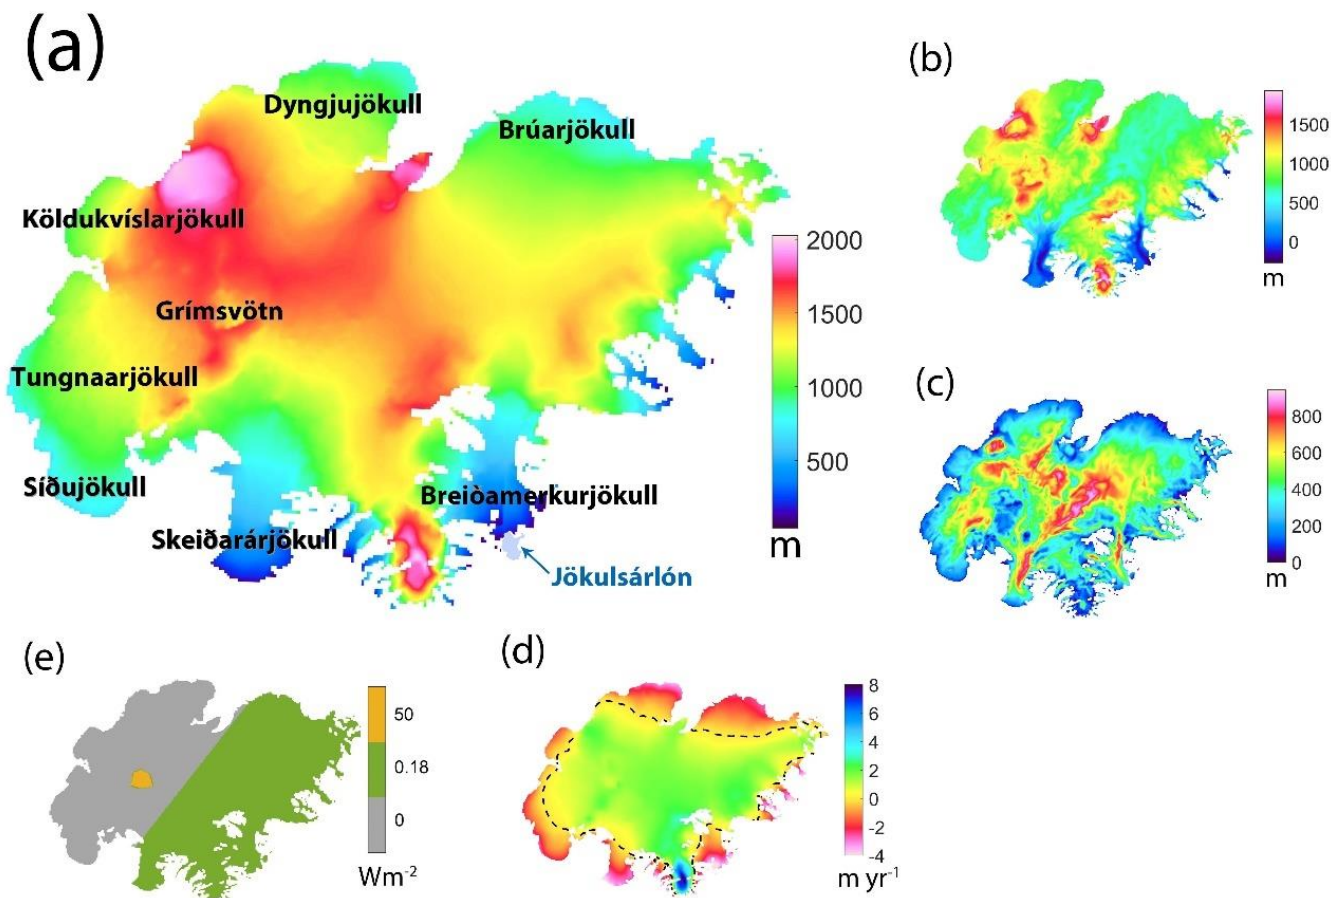 (a)
Dyngjujökull
Brúarjökull
Köldukvíslarjökull
Grímsvötn
Tungnaarjökull
Síðujökull
Skeiðarárjökull
Breiòamerkurjökull
Jökulsárlón
2000
1500
1000
500
m
(b)
1500
1000
500
0
m
(c)
800
600
400
200
0
m
(e)
50
0.18
0
Wm-2
(d)
8
6
4
2
0
-2
-4
m yr-1